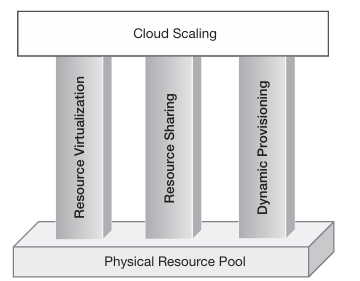 Cloud Scaling
Resource Virtualization
Resource Sharing
Dynamic Provisioning
Physical Resource Pool